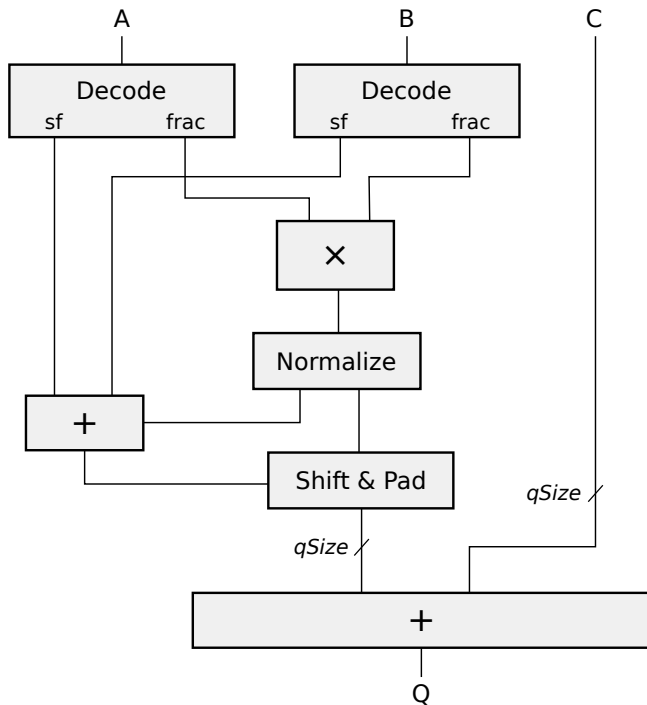 A B C
Decode Decode
sf frac sf frac
×
Normalize
+
Shift & Pad
qSize
qSize
+
Q